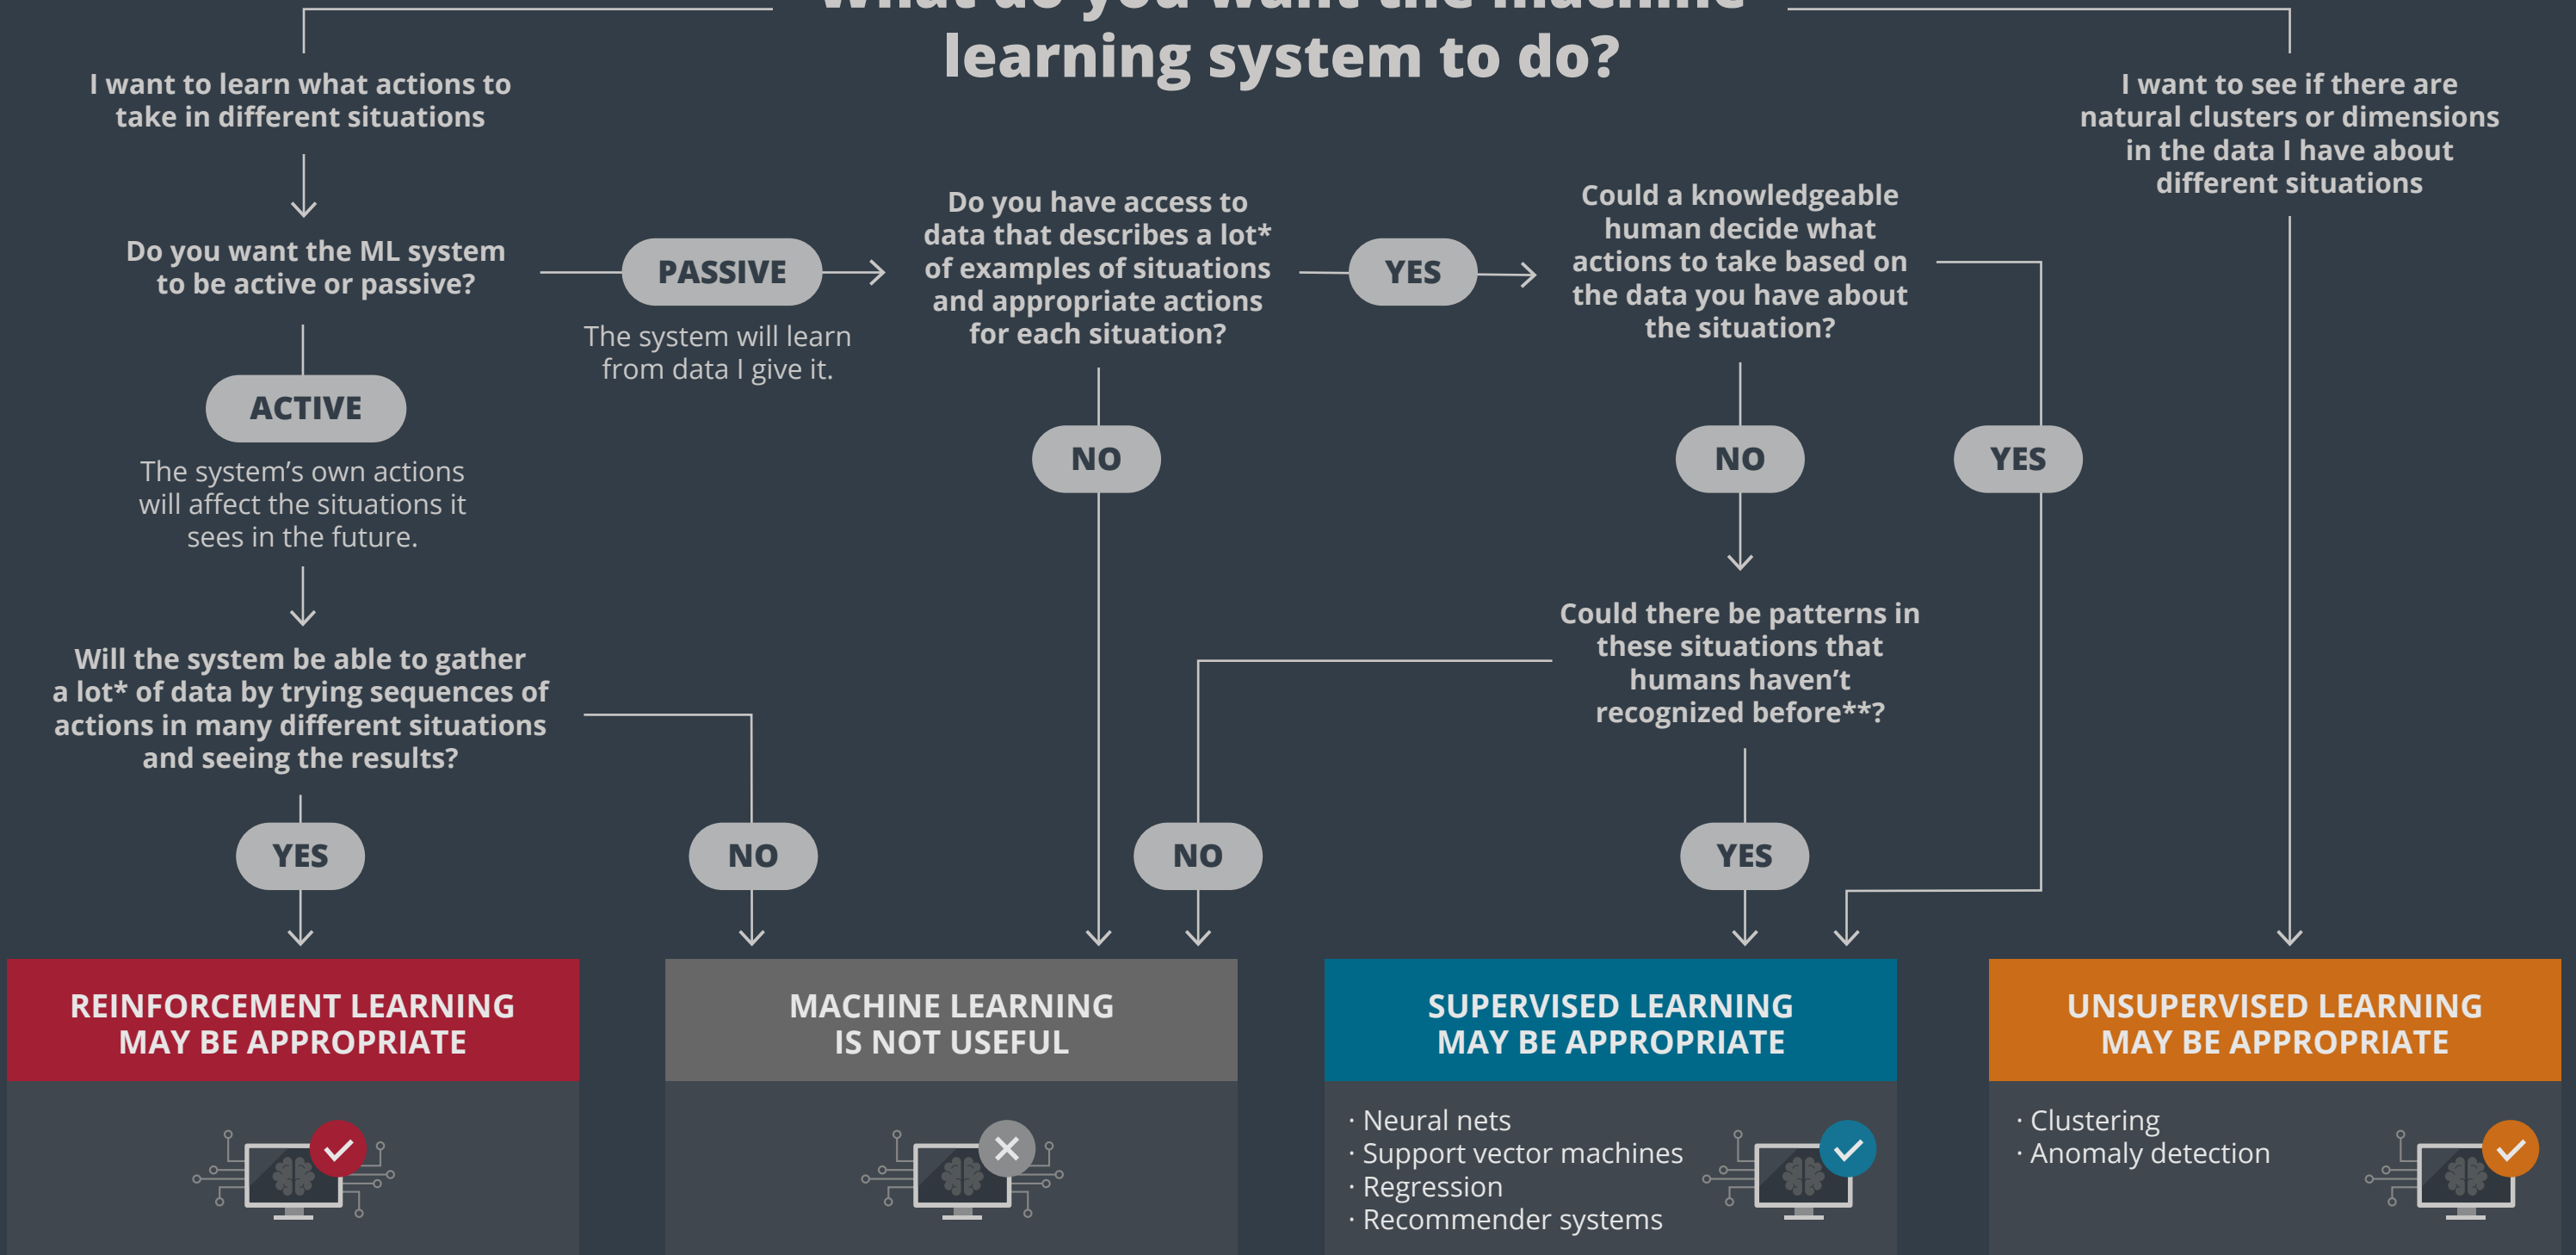 What do you want the machine
learning system to do?
I want to learn what actions to
take in different situations
I want to see if there are
natural clusters or dimensions
in the data I have about
different situations
Do you want the ML system
to be active or passive?
PASSIVE
The system will learn
from data I give it.
Do you have access to
data that describes a lot*
of examples of situations
and appropriate actions
for each situation?
YES
Could a knowledgeable
human decide what
actions to take based on
the data you have about
the situation?
ACTIVE
The system’s own actions
will affect the situations it
sees in the future.
NO
NO
YES
Will the system be able to gather
a lot* of data by trying sequences of
actions in many different situations
and seeing the results?
Could there be patterns in
these situations that
humans haven’t
recognized before**?
YES
NO
NO
YES
REINFORCEMENT LEARNING
MAY BE APPROPRIATE
MACHINE LEARNING
IS NOT USEFUL
SUPERVISED LEARNING
MAY BE APPROPRIATE
· Neural nets
· Support vector machines
· Regression
· Recommender systems
UNSUPERVISED LEARNING
MAY BE APPROPRIATE
· Clustering
· Anomaly detection